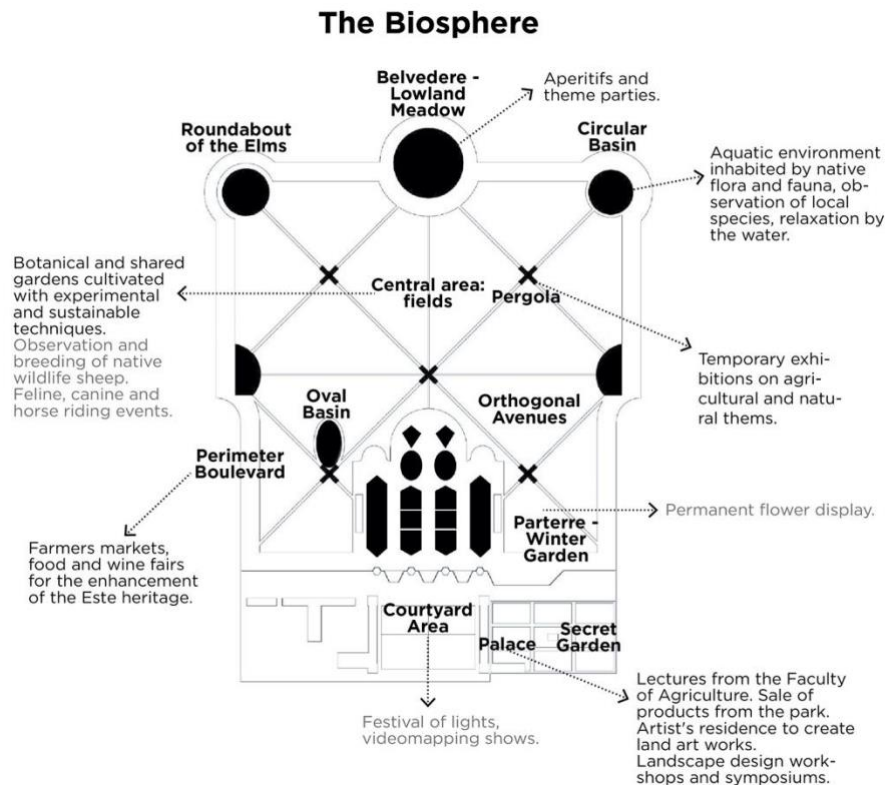 The Biosphere
Belvedere -
Lowland
Meadow
Aperitifs and
theme parties.
Roundabout
of the Elms
Circular
Basin
Aquatic environment
inhabited by native
flora and fauna, ob-
servation of local
species, relaxation by
the water.
Botanical and shared
gardens cultivated
with experimental
and sustainable
techniques.
Observation and
breeding of native
wildlife sheep.
Feline, canine and
horse riding events.
Central area:
fields
Pergola
Temporary exhi-
bitions on agri-
cultural and natu-
ral thems.
Oval
Basin
Orthogonal
Avenues
Perimeter
Boulevard
Farmers markets,
food and wine fairs
for the enhancement
of the Este heritage.
Permanent flower display.
Parterre -
Winter
Garden
Courtyard
Area
Palace
Secret
Garden
Festival of lights,
videomapping shows.
Lectures from the Faculty
of Agriculture. Sale of
products from the park.
Artist's residence to create
land art works.
Landscape design work-
shops and symposiums.